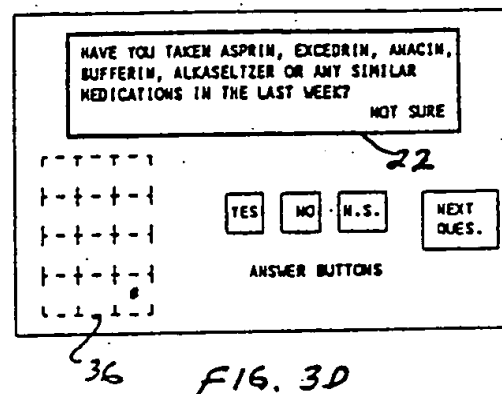 HAVE YOU TAKEN ASPRIN, EXCEDRIN, ANACIN,
BUFFERIN, ALKASELTZER OR ANY SIMILAR
MEDICATIONS IN THE LAST WEEK?
NOT SURE
22
YES NO N.S. NEXT QUES.
ANSWER BUTTONS
36
FIG. 3D